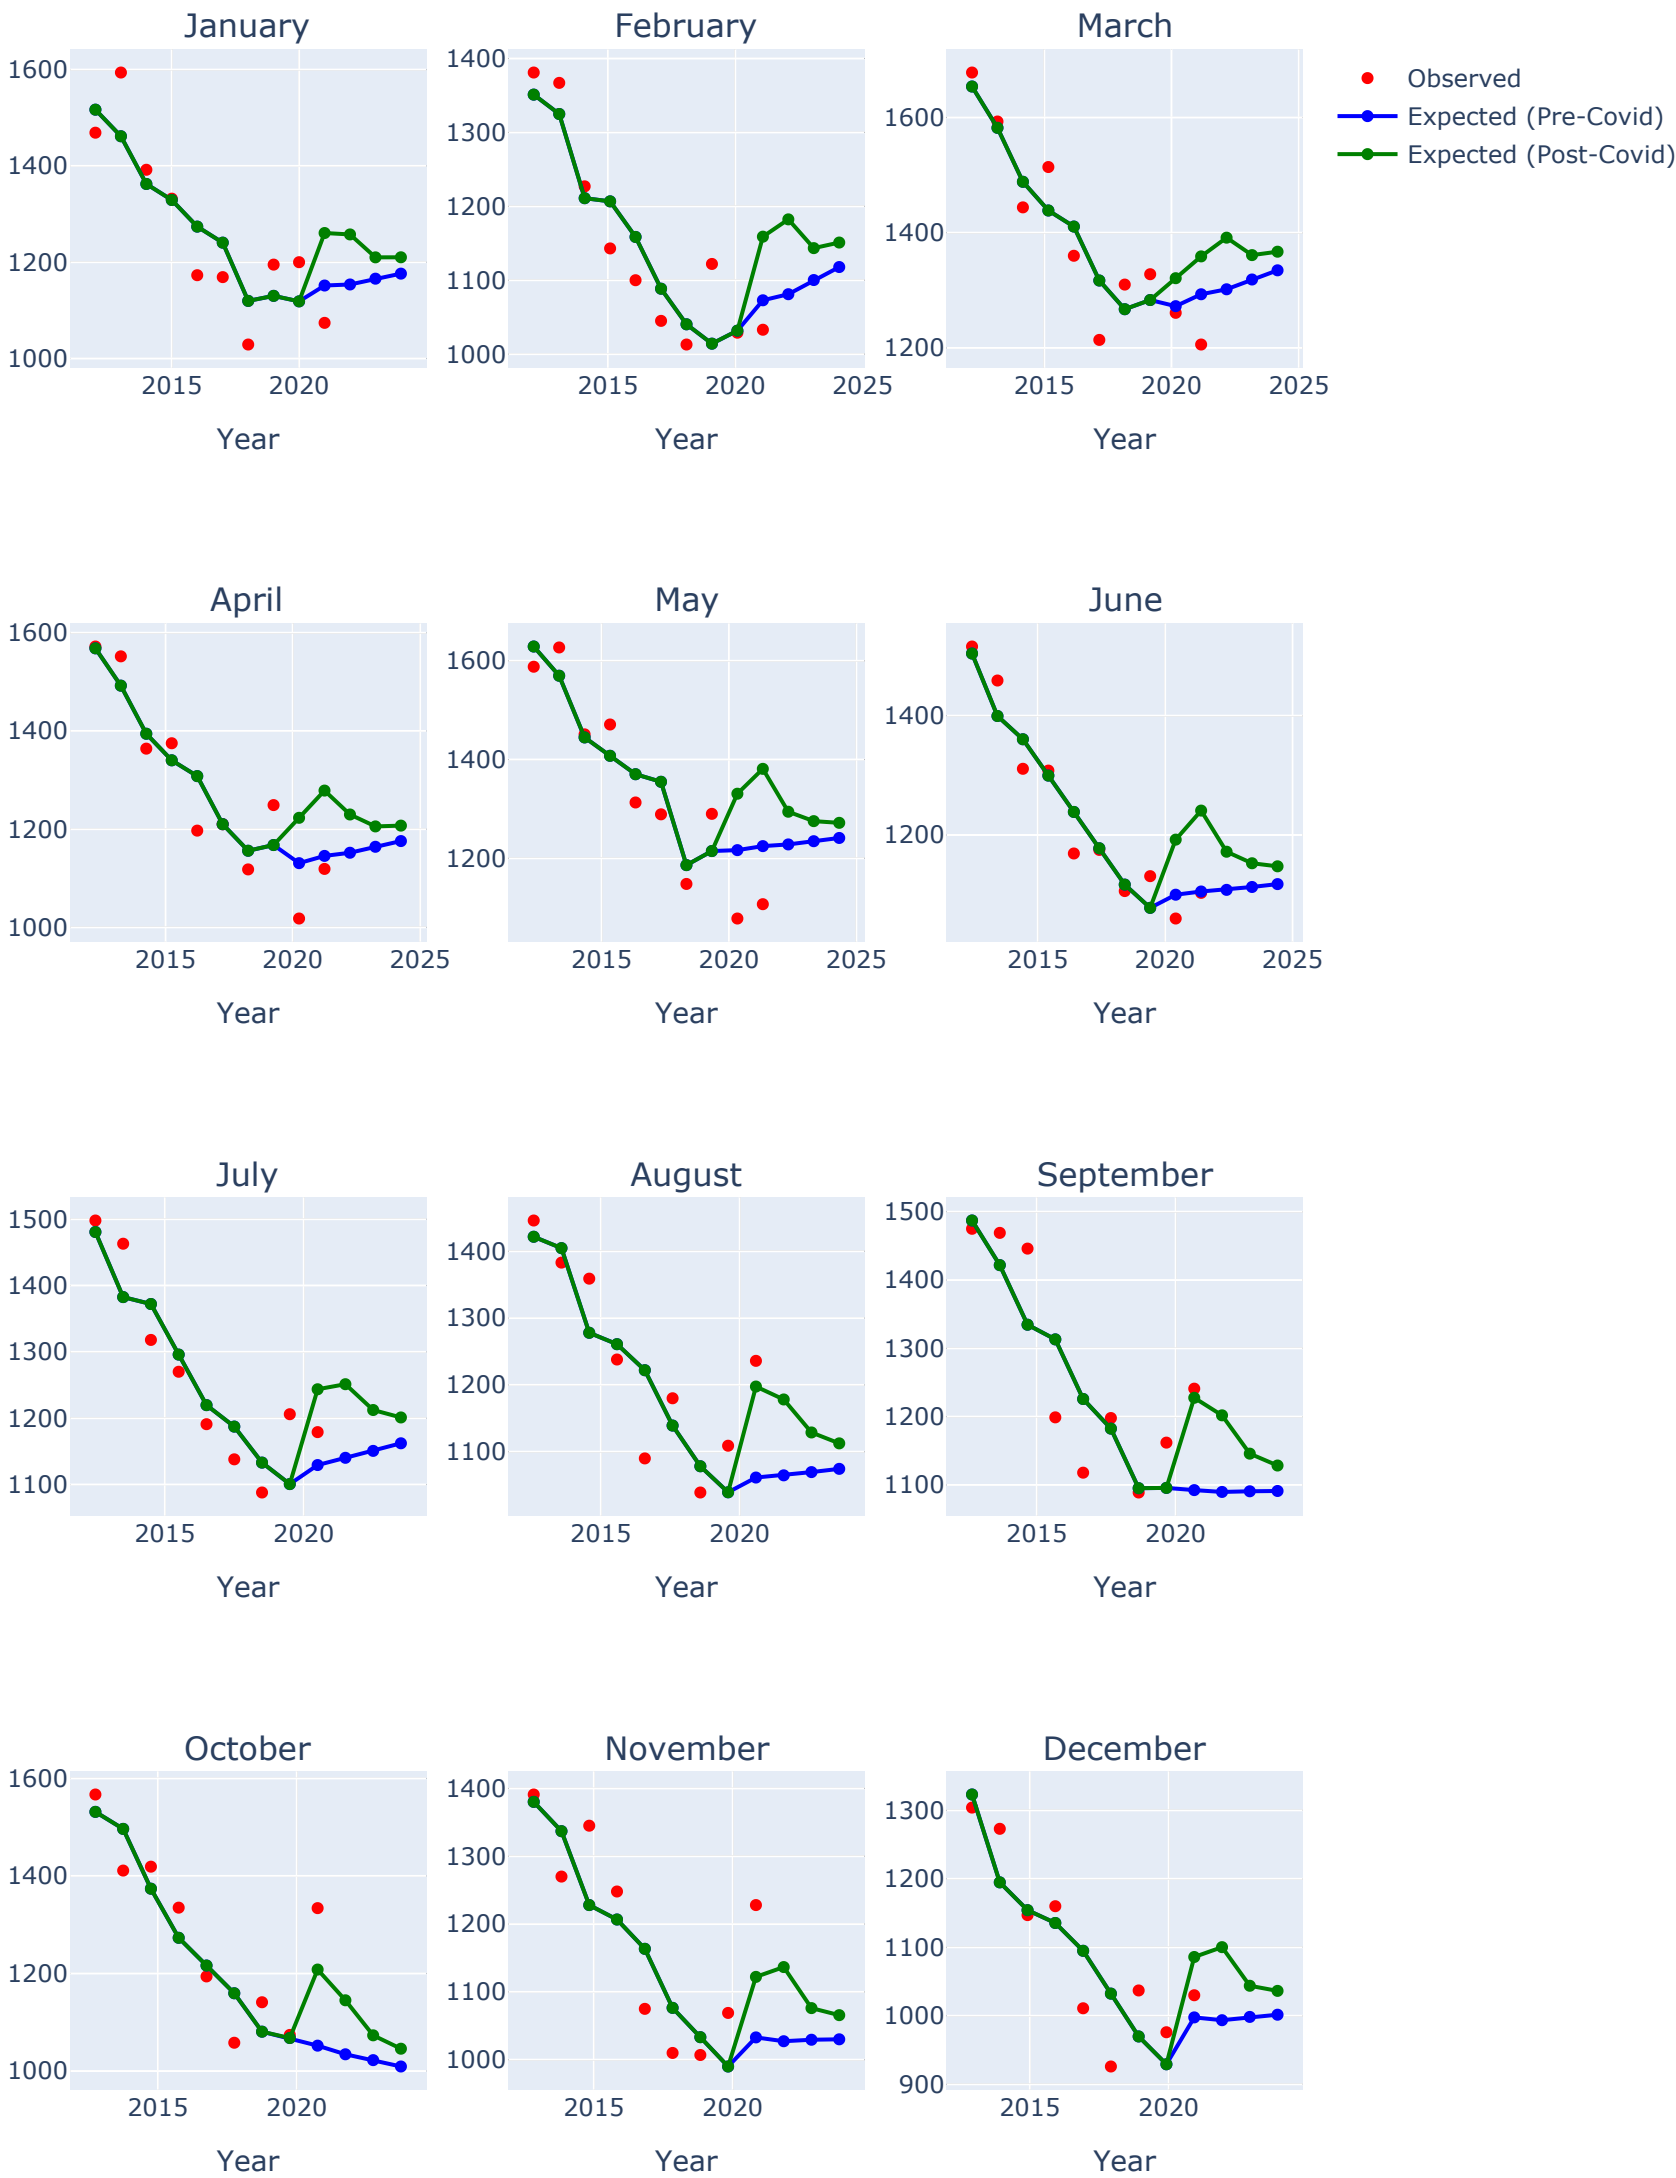 January
February
March
Observed
Expected (Pre-Covid)
Expected (Post-Covid)
1600
1400
1200
1000
2015
2020
Year
1400
1300
1200
1100
1000
2015
2020
2025
Year
1600
1400
1200
2015
2020
2025
Year
April
May
June
1600
1400
1200
1000
2015
2020
2025
Year
1600
1400
1200
2015
2020
2025
Year
1400
1200
2015
2020
2025
Year
July
August
September
1500
1400
1300
1200
1100
2015
2020
Year
1400
1300
1200
1100
2015
2020
Year
1500
1400
1300
1200
1100
2015
2020
Year
October
November
December
1600
1400
1200
1000
2015
2020
Year
1400
1300
1200
1100
1000
2015
2020
Year
1300
1200
1100
1000
900
2015
2020
Year